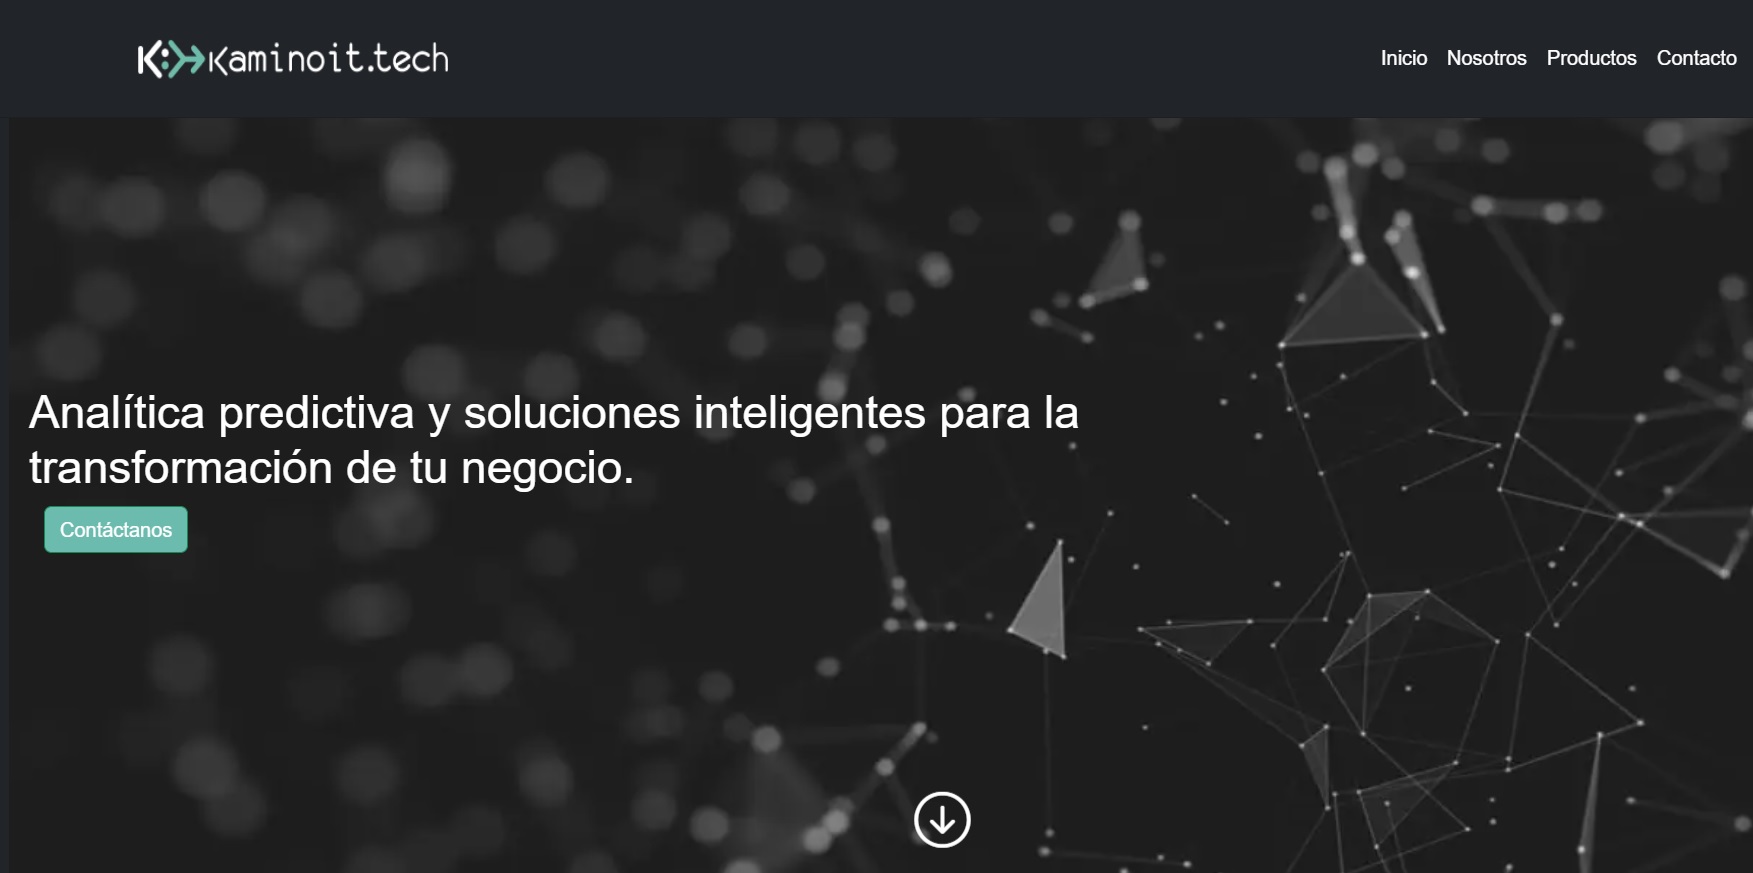 Kaminoit.tech
Inicio Nosotros Productos Contacto
Analítica predictiva y soluciones inteligentes para la
transformación de tu negocio.
Contáctanos